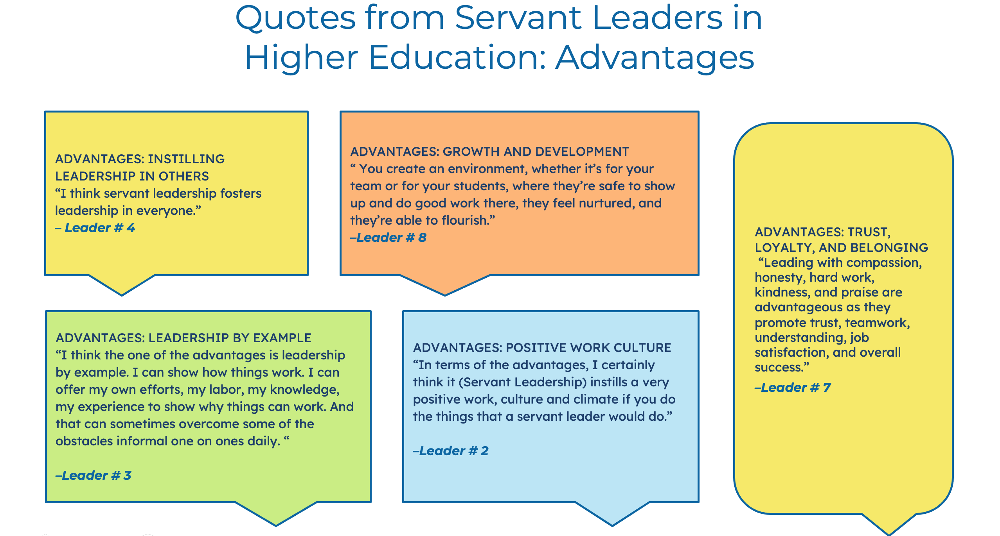 Quotes from Servant Leaders in
Higher Education: Advantages
ADVANTAGES: INSTILLING
LEADERSHIP IN OTHERS
“I think servant leadership fosters
leadership in everyone.”
– Leader # 4
ADVANTAGES: GROWTH AND DEVELOPMENT
“ You create an environment, whether it’s for your
team or for your students, where they’re safe to show
up and do good work there, they feel nurtured, and
they’re able to flourish.”
–Leader # 8
ADVANTAGES: LEADERSHIP BY EXAMPLE
“I think the one of the advantages is leadership
by example. I can show how things work. I can
offer my own efforts, my labor, my knowledge,
my experience to show why things can work. And
that can sometimes overcome some of the
obstacles informal one on ones daily. “
–Leader # 3
ADVANTAGES: POSITIVE WORK CULTURE
“In terms of the advantages, I certainly
think it (Servant Leadership) instills a very
positive work, culture and climate if you do
the things that a servant leader would do.”
–Leader # 2
ADVANTAGES: TRUST,
LOYALTY, AND BELONGING
“Leading with compassion,
honesty, hard work,
kindness, and praise are
advantageous as they
promote trust, teamwork,
understanding, job
satisfaction, and overall
success.”
–Leader # 7